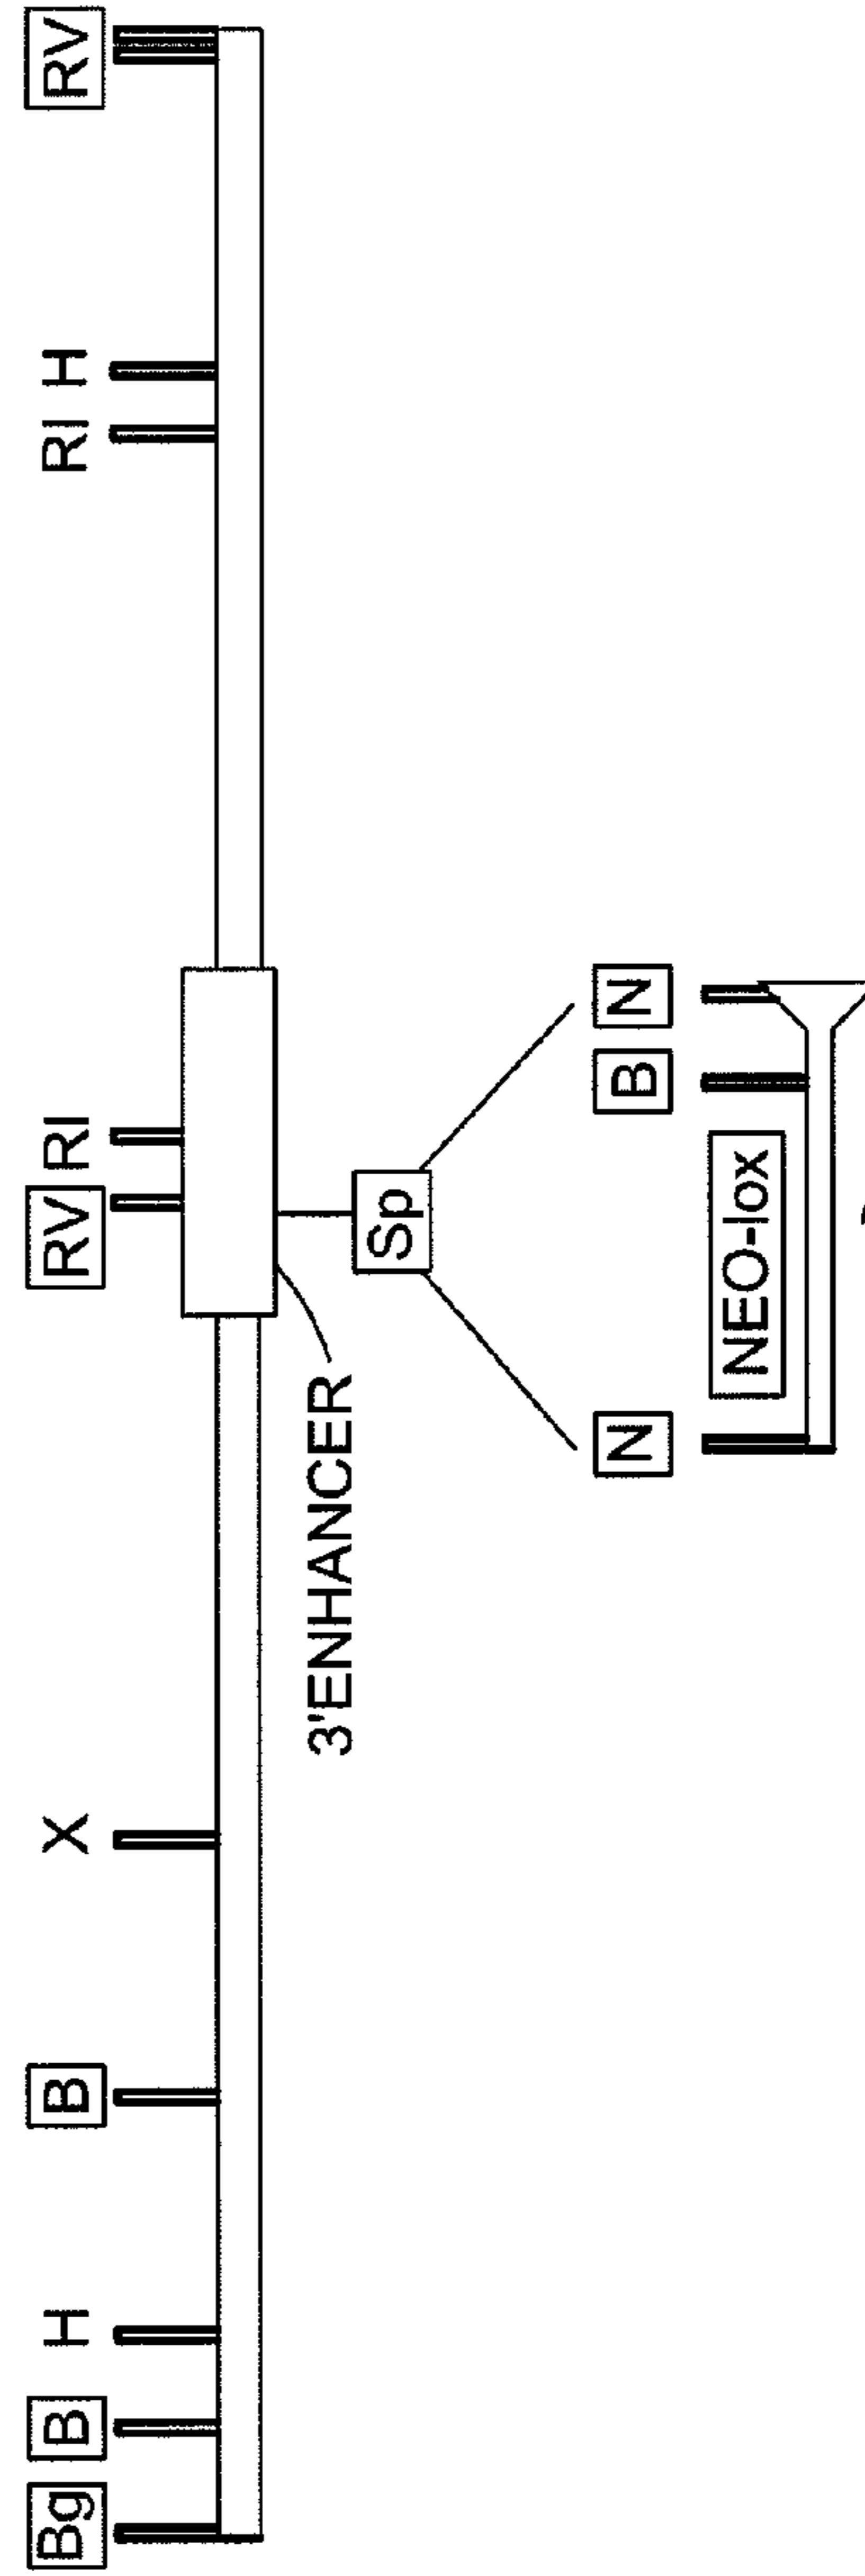 Bg B H B X RV RI RI H RV
3'ENHANCER
Sp
N B N
NEO-lox